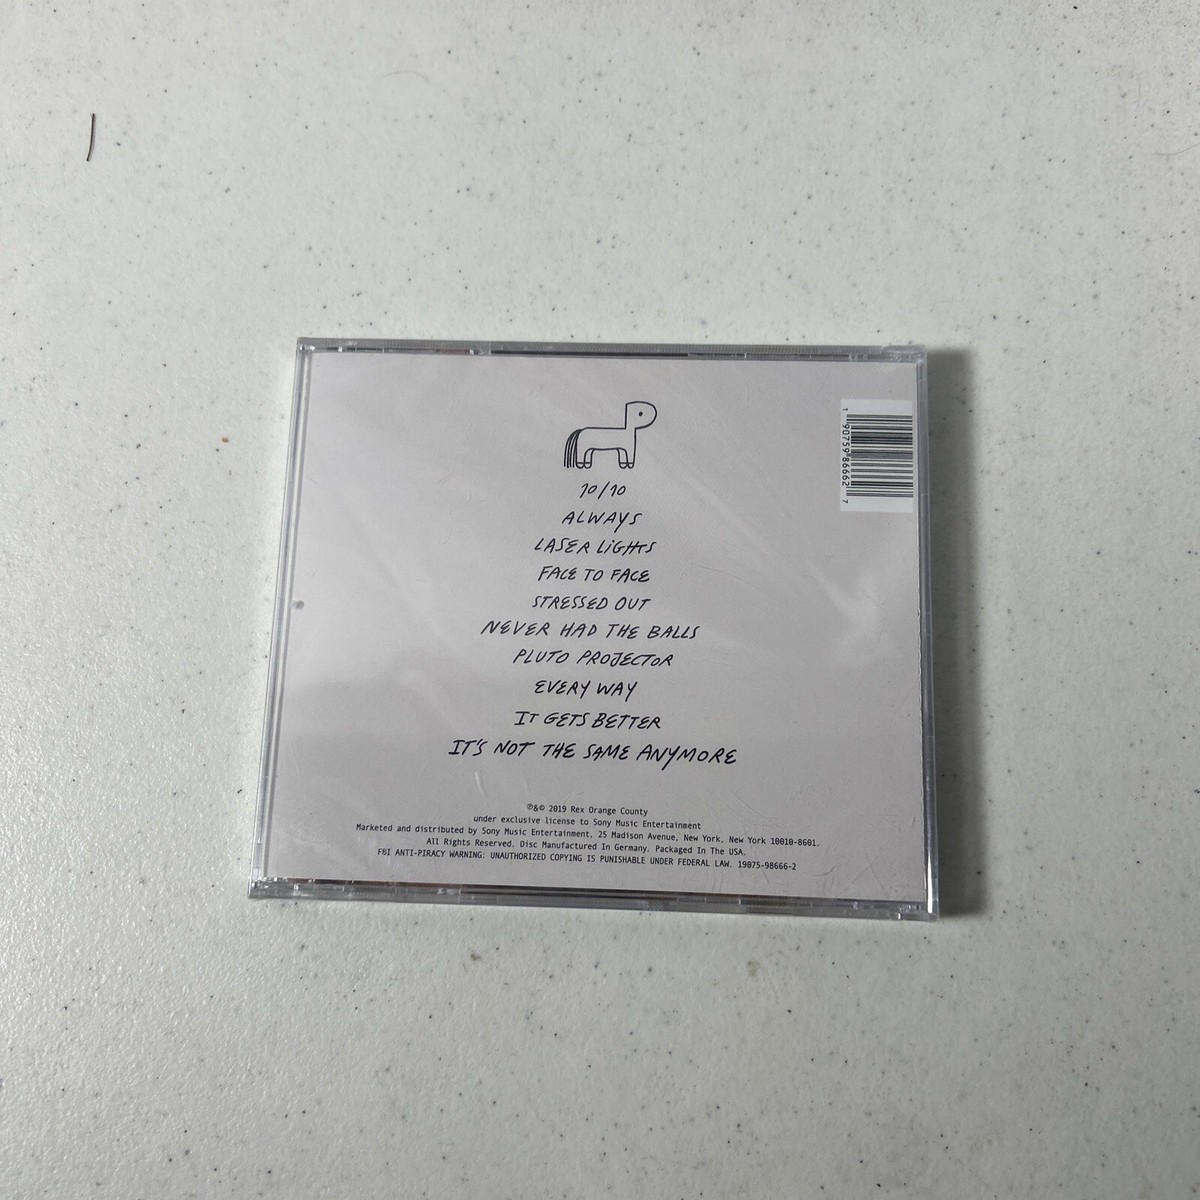 10/10
ALWAYS
LASER LiGHTS
FACE TO FACE
STRESSED OUT
NEVER HAD THE BALLS
PLUTO PROJECTOR
EVERY WAY
IT GETS BETTER
IT'S NOT THE SAME ANYMORE
℗&© 2019 Rex Orange County
under exclusive license to Sony Music Entertainment
Marketed and distributed by Sony Music Entertainment, 25 Madison Avenue, New York, New York 10010-8601.
All Rights Reserved. Disc Manufactured In Germany. Packaged In The USA.
FBI ANTI-PIRACY WARNING: UNAUTHORIZED COPYING IS PUNISHABLE UNDER FEDERAL LAW. 19075-98666-2
1 90759 86662 7